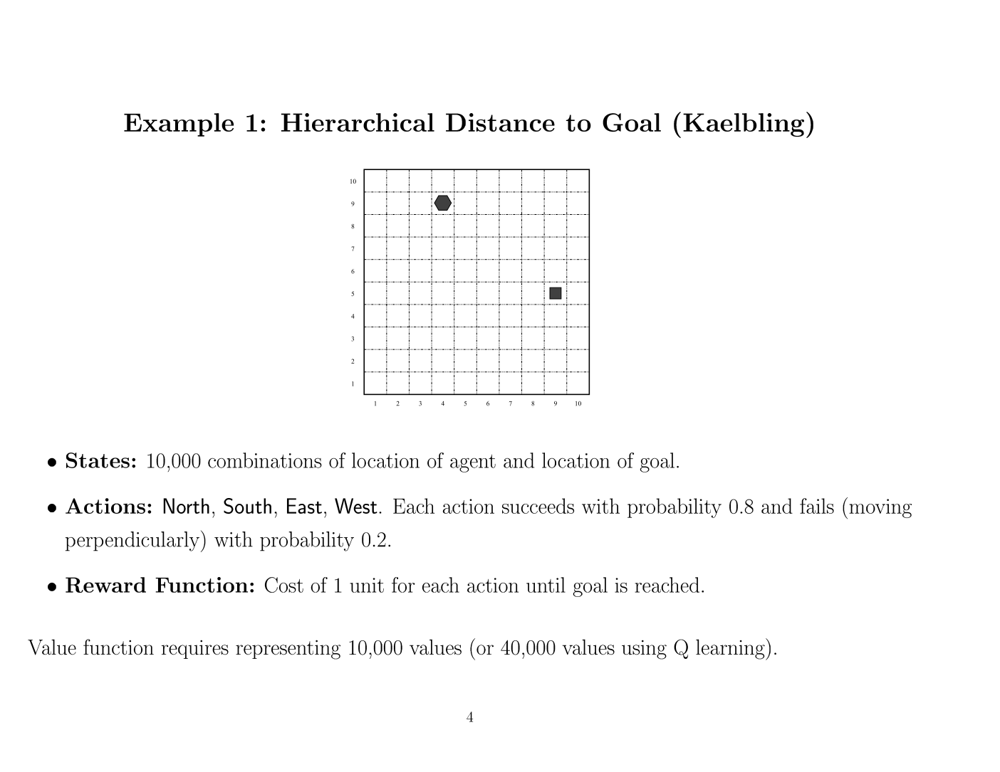 Example 1: Hierarchical Distance to Goal (Kaelbling)
10
9
8
7
6
5
4
3
2
1
1 2 3 4 5 6 7 8 9 10
• States: 10,000 combinations of location of agent and location of goal.
• Actions: North, South, East, West. Each action succeeds with probability 0.8 and fails (moving
perpendicularly) with probability 0.2.
• Reward Function: Cost of 1 unit for each action until goal is reached.
Value function requires representing 10,000 values (or 40,000 values using Q learning).
4